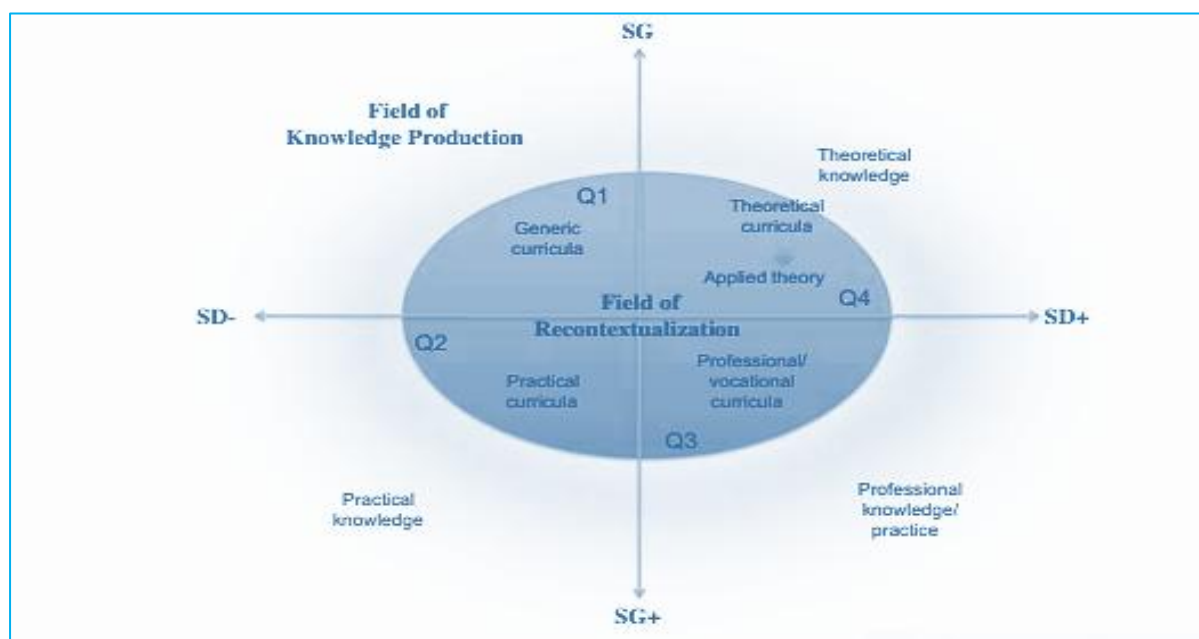 SG
Field of
Knowledge Production
Theoretical
knowledge
Q1
Theoretical
curricula
Generic
curricula
Applied theory
Q4
Field of
Recontextualization
SD-
SD+
Q2
Professional/
vocational
curricula
Practical
curricula
Q3
Practical
knowledge
Professional
knowledge/
practice
SG+